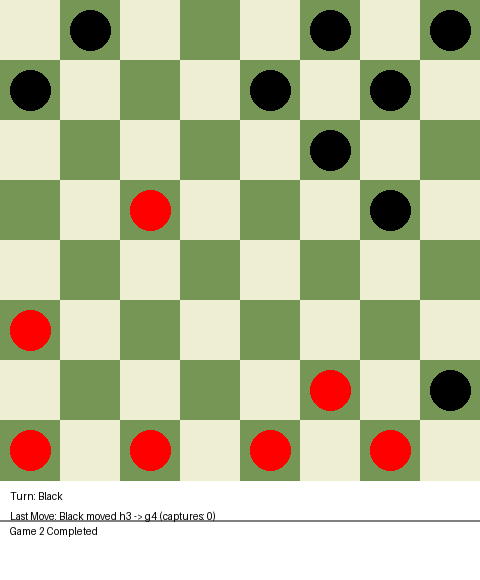 Turn: Black
Last Move: Black moved h3 -> g4 (captures: 0)
Game 2 Completed